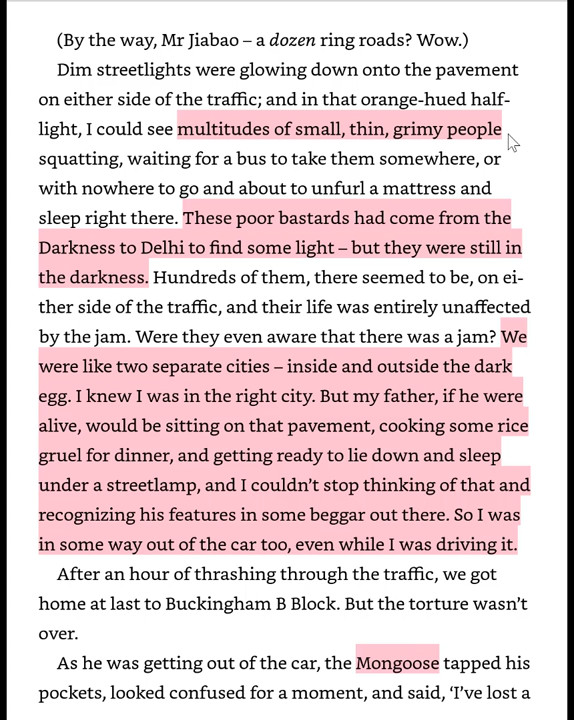 (By the way, Mr Jiabao – a dozen ring roads? Wow.)
Dim streetlights were glowing down onto the pavement
on either side of the traffic; and in that orange-hued half-
light, I could see multitudes of small, thin, grimy people
squatting, waiting for a bus to take them somewhere, or
with nowhere to go and about to unfurl a mattress and
sleep right there. These poor bastards had come from the
Darkness to Delhi to find some light – but they were still in
the darkness. Hundreds of them, there seemed to be, on ei-
ther side of the traffic, and their life was entirely unaffected
by the jam. Were they even aware that there was a jam? We
were like two separate cities – inside and outside the dark
egg. I knew I was in the right city. But my father, if he were
alive, would be sitting on that pavement, cooking some rice
gruel for dinner, and getting ready to lie down and sleep
under a streetlamp, and I couldn’t stop thinking of that and
recognizing his features in some beggar out there. So I was
in some way out of the car too, even while I was driving it.
After an hour of thrashing through the traffic, we got
home at last to Buckingham B Block. But the torture wasn’t
over.
As he was getting out of the car, the Mongoose tapped his
pockets, looked confused for a moment, and said, ‘I’ve lost a